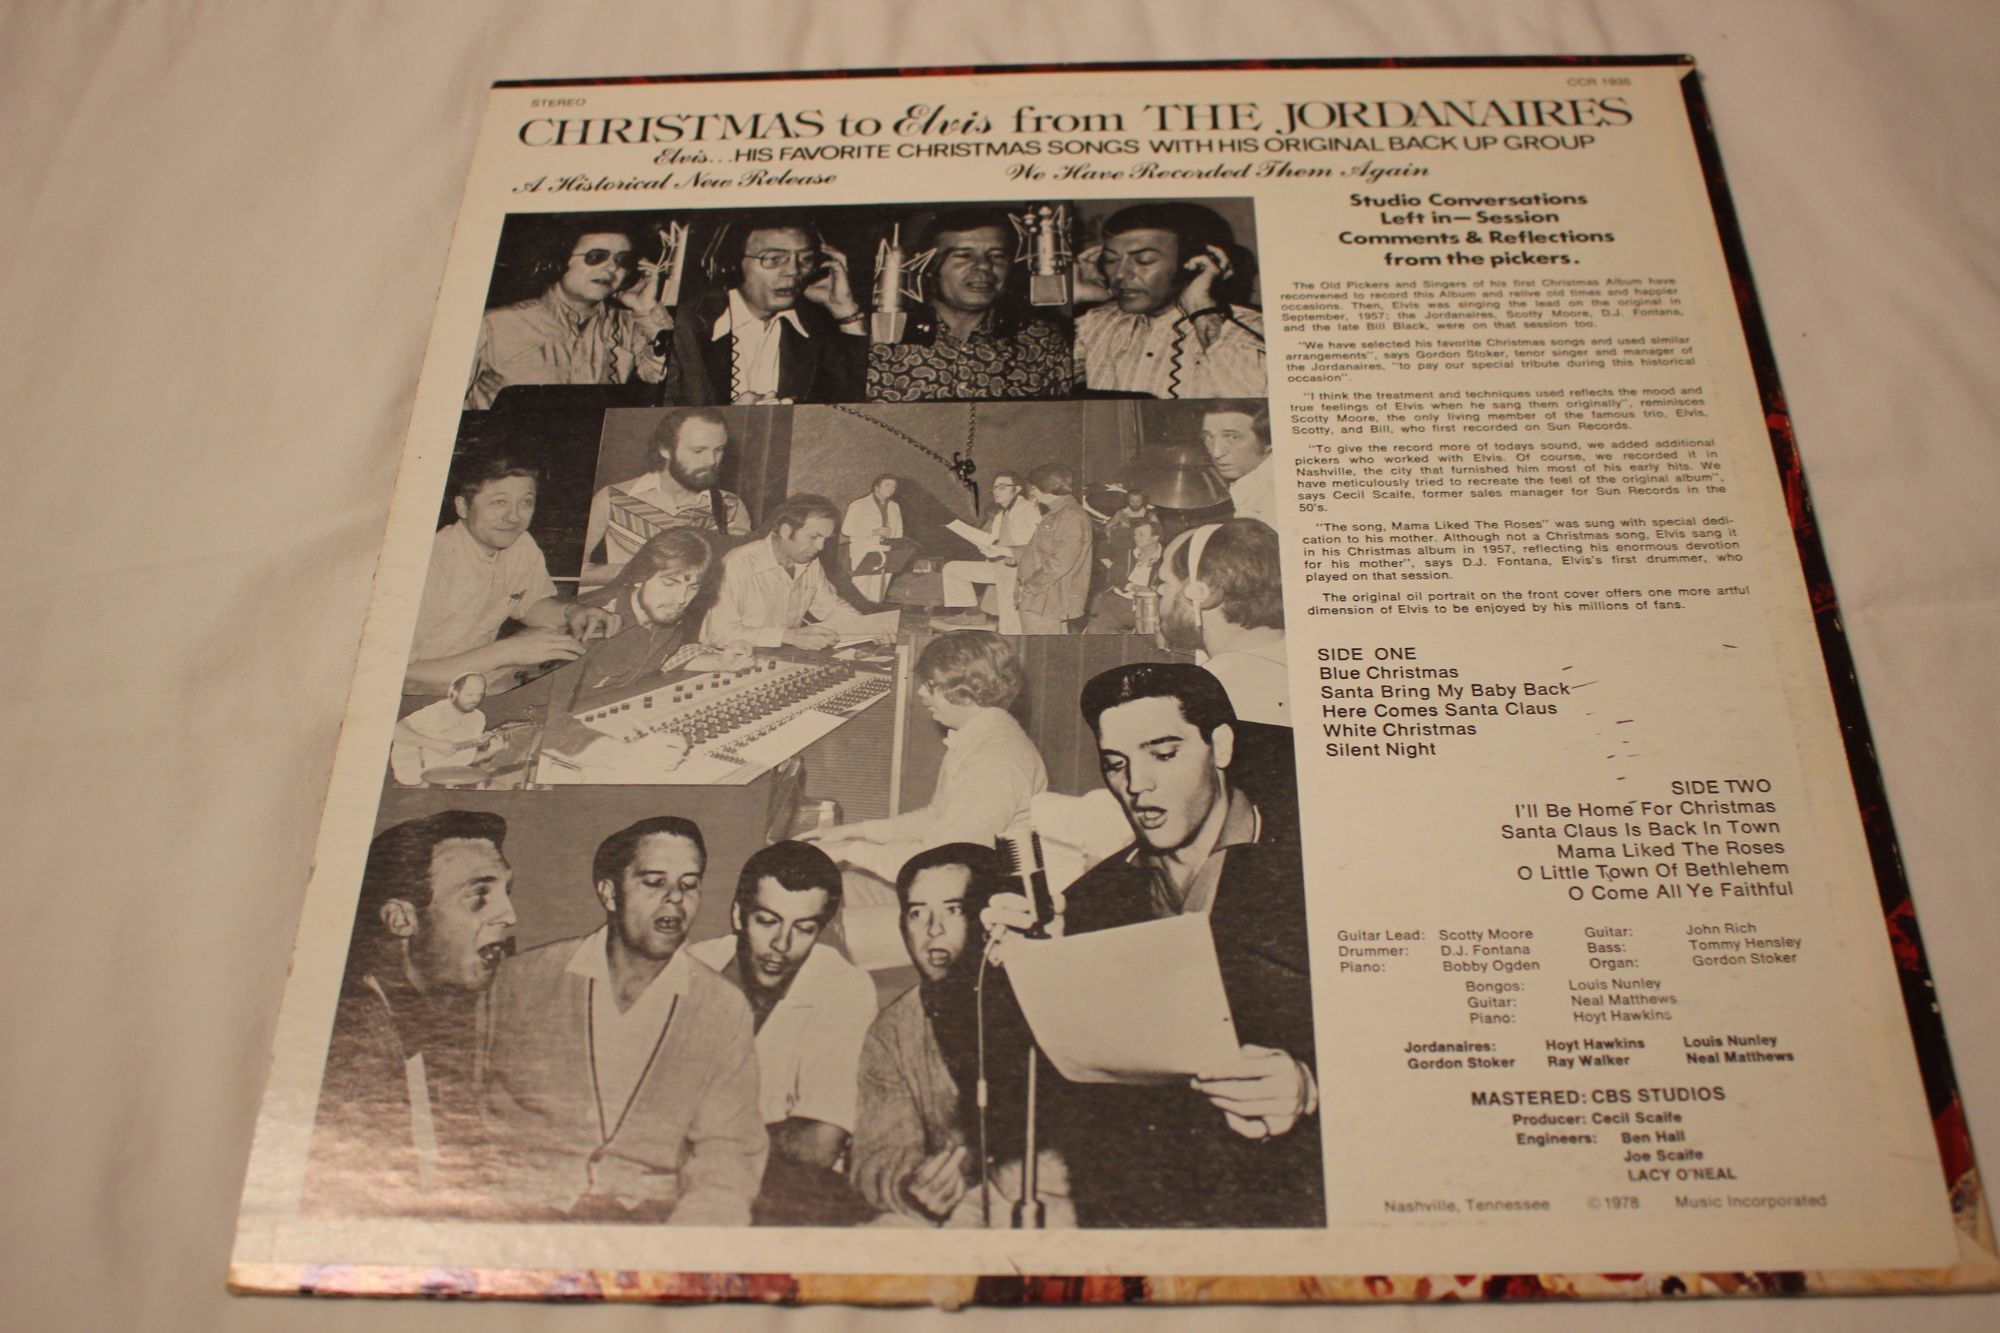 STEREO
CCR 1935
CHRISTMAS to Elvis from THE JORDANAIRES
Elvis...HIS FAVORITE CHRISTMAS SONGS WITH HIS ORIGINAL BACK UP GROUP
A Historical New Release
We Have Recorded Them Again
Studio Conversations
Left in—Session
Comments & Reflections
from the pickers.
The Old Pickers and Singers of his first Christmas Album have
reconvened to record this Album and relive old times and happier
occasions. Then, Elvis was singing the lead on the original in
September, 1957; the Jordanaires, Scotty Moore, D.J. Fontana,
and the late Bill Black, were on that session too.
"We have selected his favorite Christmas songs and used similar
arrangements", says Gordon Stoker, tenor singer and manager of
the Jordanaires, "to pay our special tribute during this historical
occasion".
"I think the treatment and techniques used reflects the mood and
true feelings of Elvis when he sang them originally", reminisces
Scotty Moore, the only living member of the famous trio, Elvis,
Scotty, and Bill, who first recorded on Sun Records.
"To give the record more of todays sound, we added additional
pickers who worked with Elvis. Of course, we recorded it in
Nashville, the city that furnished him most of his early hits. We
have meticulously tried to recreate the feel of the original album",
says Cecil Scaife, former sales manager for Sun Records in the
50's.
"The song, Mama Liked The Roses" was sung with special dedi-
cation to his mother. Although not a Christmas song, Elvis sang it
in his Christmas album in 1957, reflecting his enormous devotion
for his mother", says D.J. Fontana, Elvis's first drummer, who
played on that session.
The original oil portrait on the front cover offers one more artful
dimension of Elvis to be enjoyed by his millions of fans.
SIDE ONE
Blue Christmas
Santa Bring My Baby Back
Here Comes Santa Claus
White Christmas
Silent Night
SIDE TWO
I'll Be Home For Christmas
Santa Claus Is Back In Town
Mama Liked The Roses
O Little Town Of Bethlehem
O Come All Ye Faithful
Guitar Lead: Scotty Moore Guitar: John Rich
Drummer: D.J. Fontana Bass: Tommy Hensley
Piano: Bobby Ogden Organ: Gordon Stoker
Bongos: Louis Nunley
Guitar: Neal Matthews
Piano: Hoyt Hawkins
Jordanaires: Hoyt Hawkins Louis Nunley
Gordon Stoker Ray Walker Neal Matthews
MASTERED: CBS STUDIOS
Producer: Cecil Scaife
Engineers: Ben Hall
Joe Scaife
LACY O'NEAL
Nashville, Tennessee © 1978 Music Incorporated